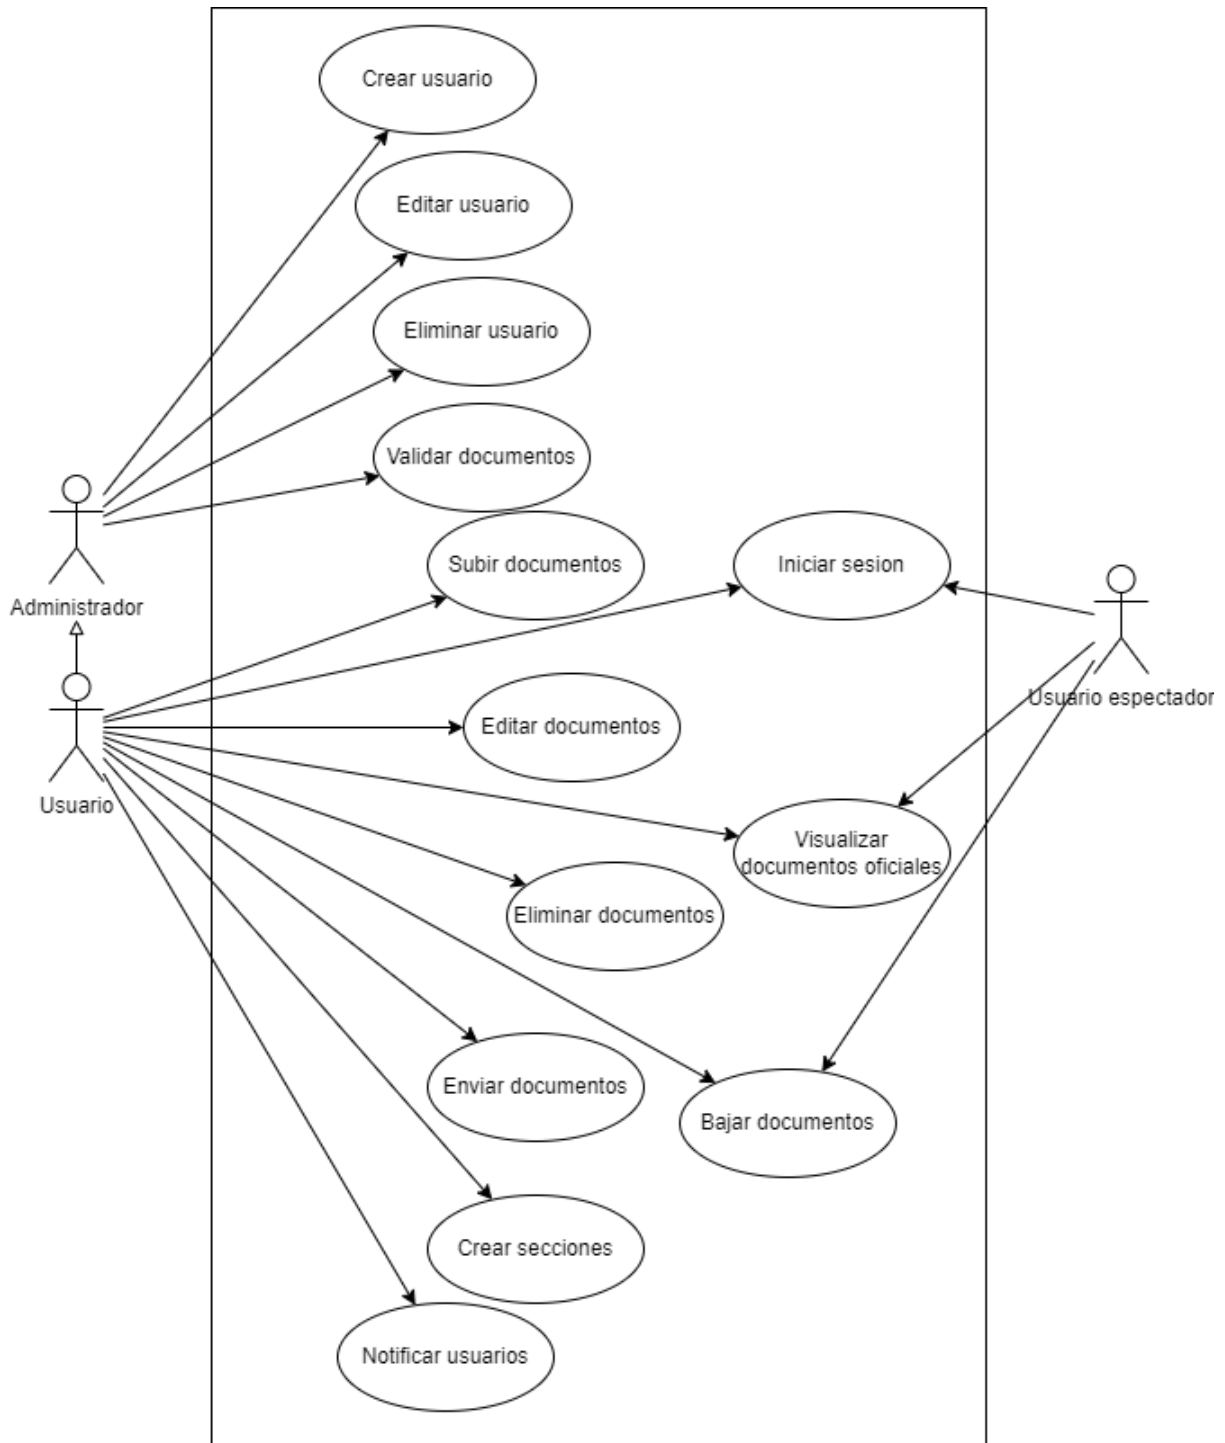 Crear usuario
Editar usuario
Eliminar usuario
Validar documentos
Subir documentos
Iniciar sesion
Administrador
Usuario espectador
Editar documentos
Usuario
Visualizar
documentos oficiales
Eliminar documentos
Enviar documentos
Bajar documentos
Crear secciones
Notificar usuarios